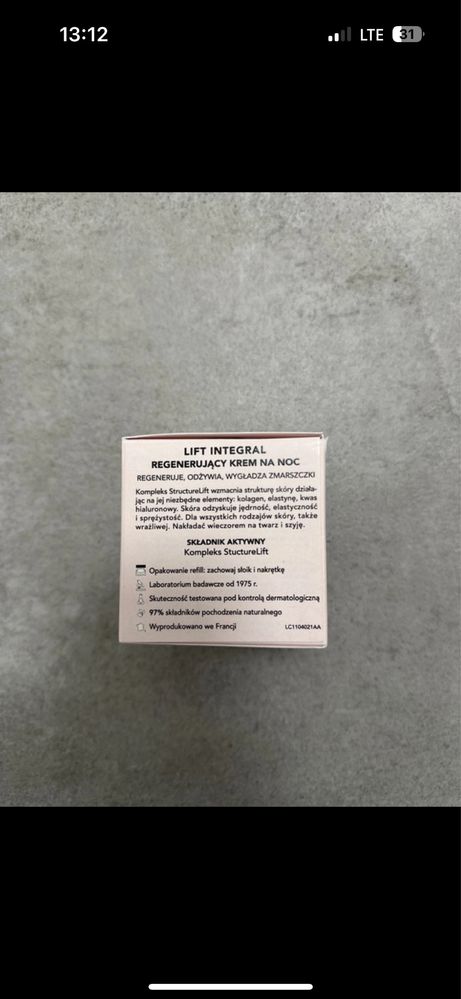 13:12 LTE 31
LIFT INTEGRAL
REGENERUJĄCY KREM NA NOC
REGENERUJE, ODŻYWIA, WYGŁADZA ZMARSZCZKI
Kompleks StructureLift wzmacnia strukturę skóry działa-
jąc na jej niezbędne elementy: kolagen, elastynę, kwas
hialuronowy. Skóra odzyskuje jędrność, elastyczność
i sprężystość. Dla wszystkich rodzajów skóry, także
wrażliwej. Nakładać wieczorem na twarz i szyję.
SKŁADNIK AKTYWNY
Kompleks StuctureLift
Opakowanie refill: zachowaj słoik i nakrętkę
Laboratorium badawcze od 1975 r.
Skuteczność testowana pod kontrolą dermatologiczną
97% składników pochodzenia naturalnego
Wyprodukowano we Francji LC1104021AA